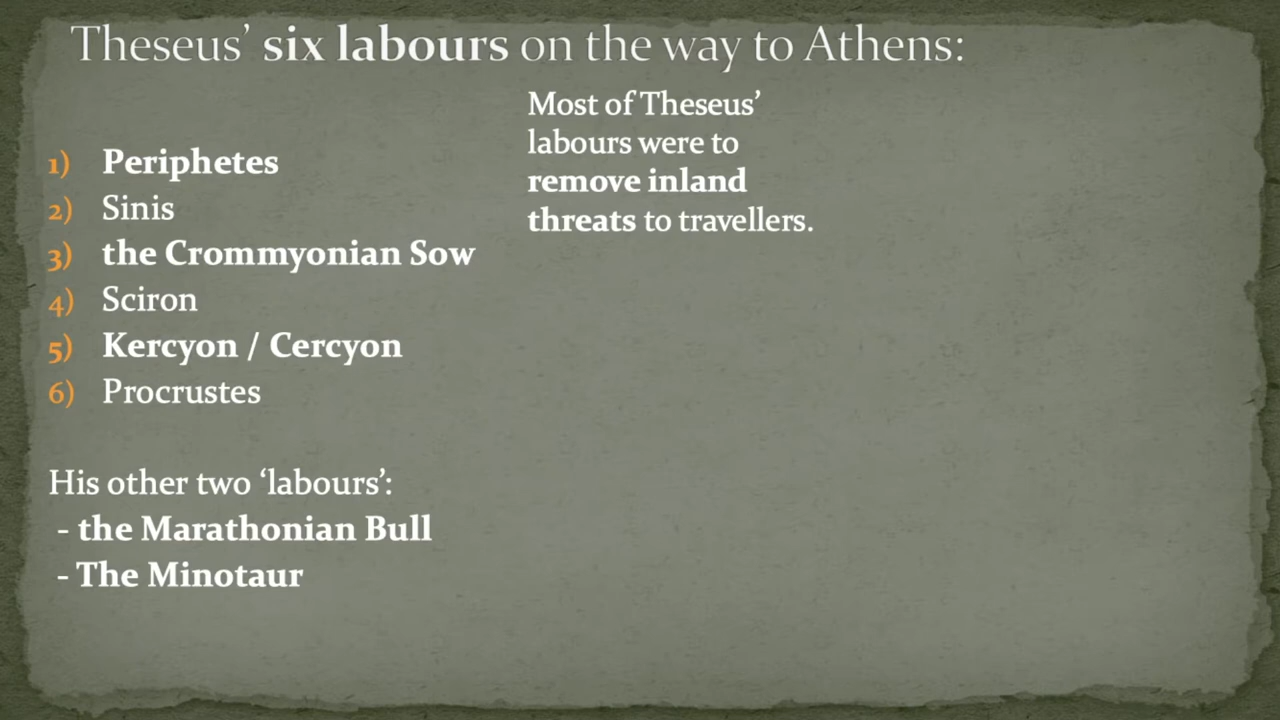 Theseus’ six labours on the way to Athens:
1) Periphetes
2) Sinis
3) the Crommyonian Sow
4) Sciron
5) Kercyon / Cercyon
6) Procrustes
His other two ‘labours’:
- the Marathonian Bull
- The Minotaur
Most of Theseus’
labours were to
remove inland
threats to travellers.